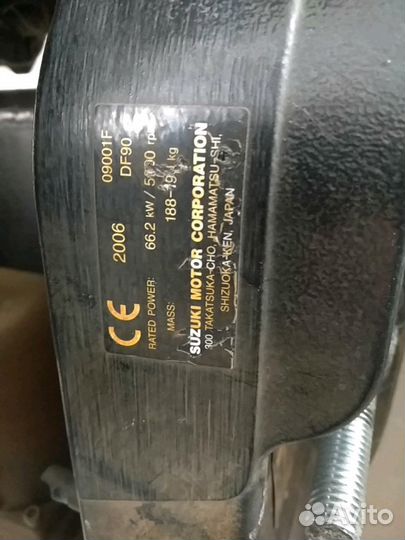 CE 2006 09001F
DF90
RATED POWER: 66.2 kW /
MASS: kg
SUZUKI MOTOR CORPORATION
300 TAKATSUKA-CHO, HAMAMATSU-SHI,
SHIZUOKA-KEN, JAPAN
Avito